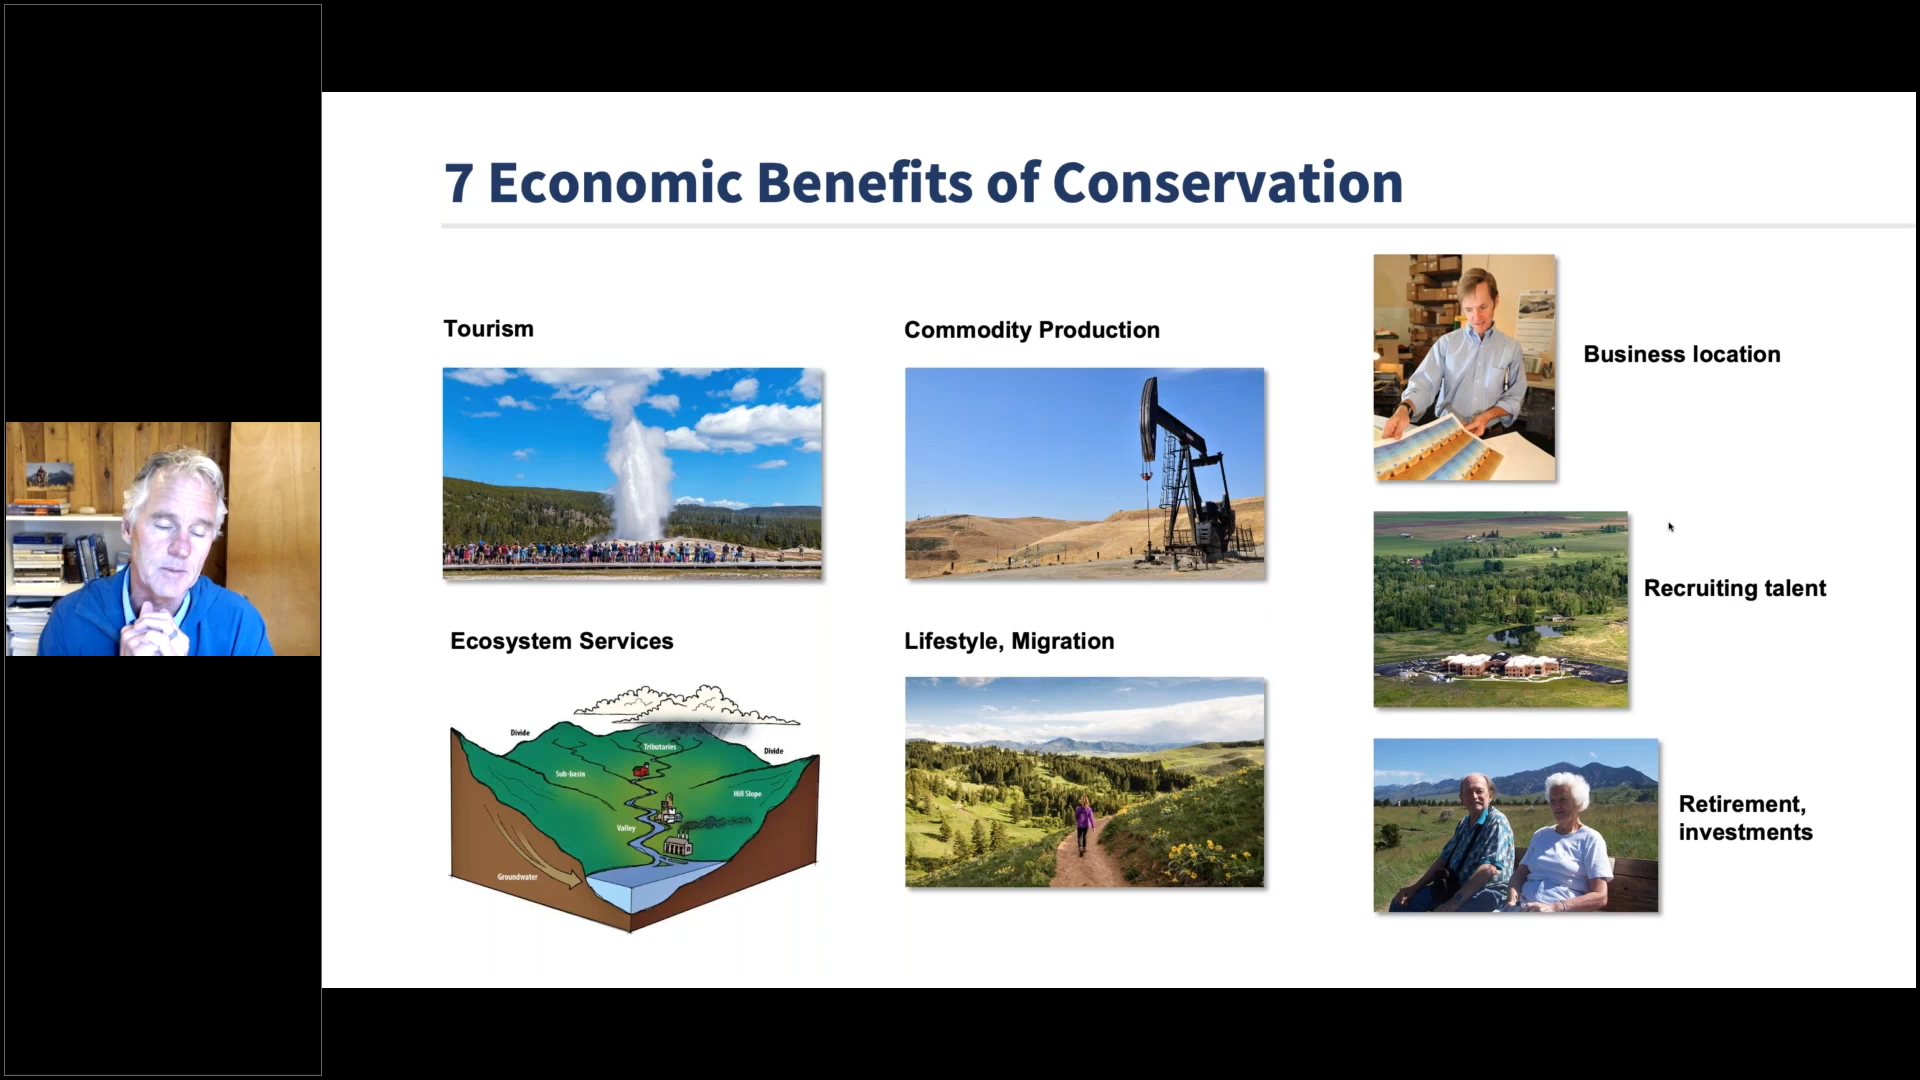 7 Economic Benefits of Conservation
Tourism
Commodity Production
Business location
Recruiting talent
Ecosystem Services
Lifestyle, Migration
Divide
Tributaries
Divide
Sub-basin
Hill Slope
Valley
Groundwater
Retirement,
investments